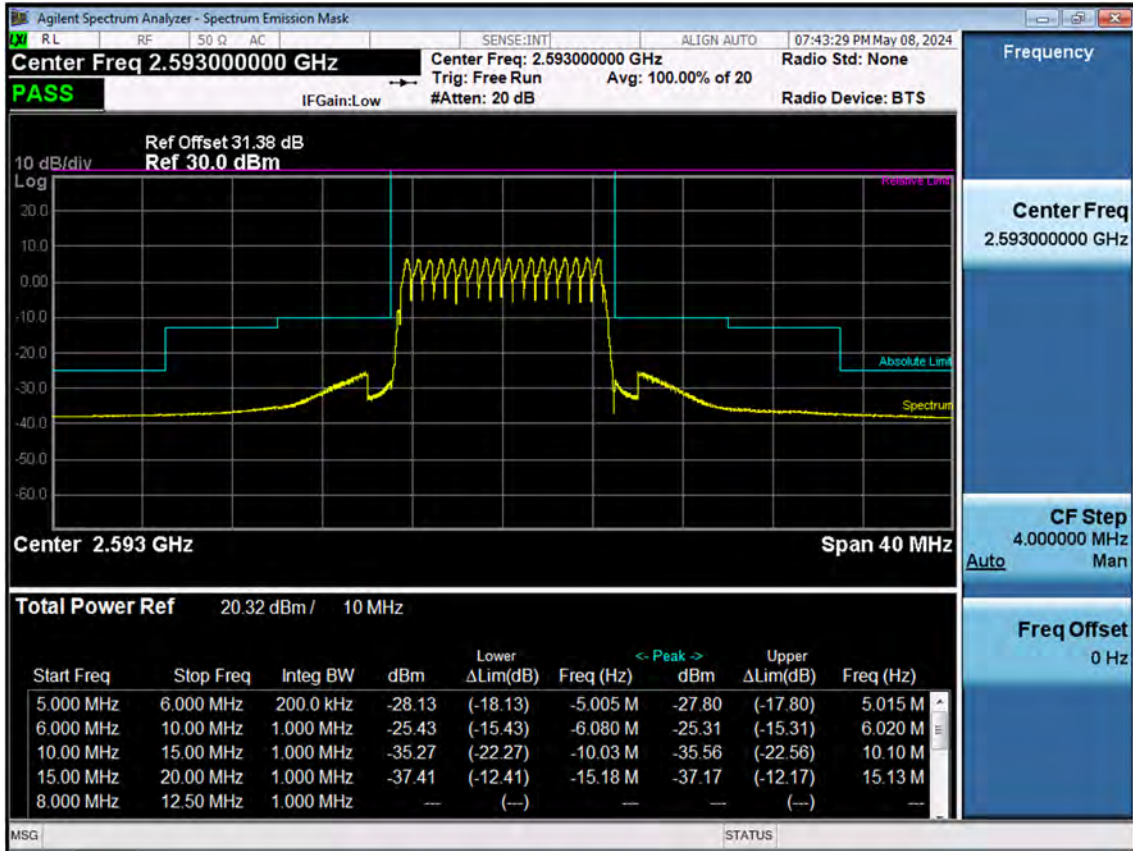 Agilent Spectrum Analyzer - Spectrum Emission Mask
LXI RL RF 50 Ω AC SENSE:INT ALIGN AUTO 07:43:29 PM May 08, 2024
Center Freq 2.593000000 GHz
PASS
IFGain:Low
Center Freq: 2.593000000 GHz
Trig: Free Run Avg: 100.00% of 20
#Atten: 20 dB
Radio Std: None
Radio Device: BTS
Ref Offset 31.38 dB
10 dB/div Ref 30.0 dBm
Log
Relative Limit
20.0
10.0
0.00
-10.0
-20.0
Absolute Limit
-30.0
Spectrum
-40.0
-50.0
-60.0
Center 2.593 GHz Span 40 MHz
Total Power Ref 20.32 dBm / 10 MHz
Lower <- Peak -> Upper
Start Freq Stop Freq Integ BW dBm ΔLim(dB) Freq (Hz) dBm ΔLim(dB) Freq (Hz)
5.000 MHz 6.000 MHz 200.0 kHz -28.13 (-18.13) -5.005 M -27.80 (-17.80) 5.015 M
6.000 MHz 10.00 MHz 1.000 MHz -25.43 (-15.43) -6.080 M -25.31 (-15.31) 6.020 M
10.00 MHz 15.00 MHz 1.000 MHz -35.27 (-22.27) -10.03 M -35.56 (-22.56) 10.10 M
15.00 MHz 20.00 MHz 1.000 MHz -37.41 (-12.41) -15.18 M -37.17 (-12.17) 15.13 M
8.000 MHz 12.50 MHz 1.000 MHz --- (---) --- --- (---) ---
MSG STATUS
Frequency
Center Freq
2.593000000 GHz
CF Step
4.000000 MHz
Auto Man
Freq Offset
0 Hz